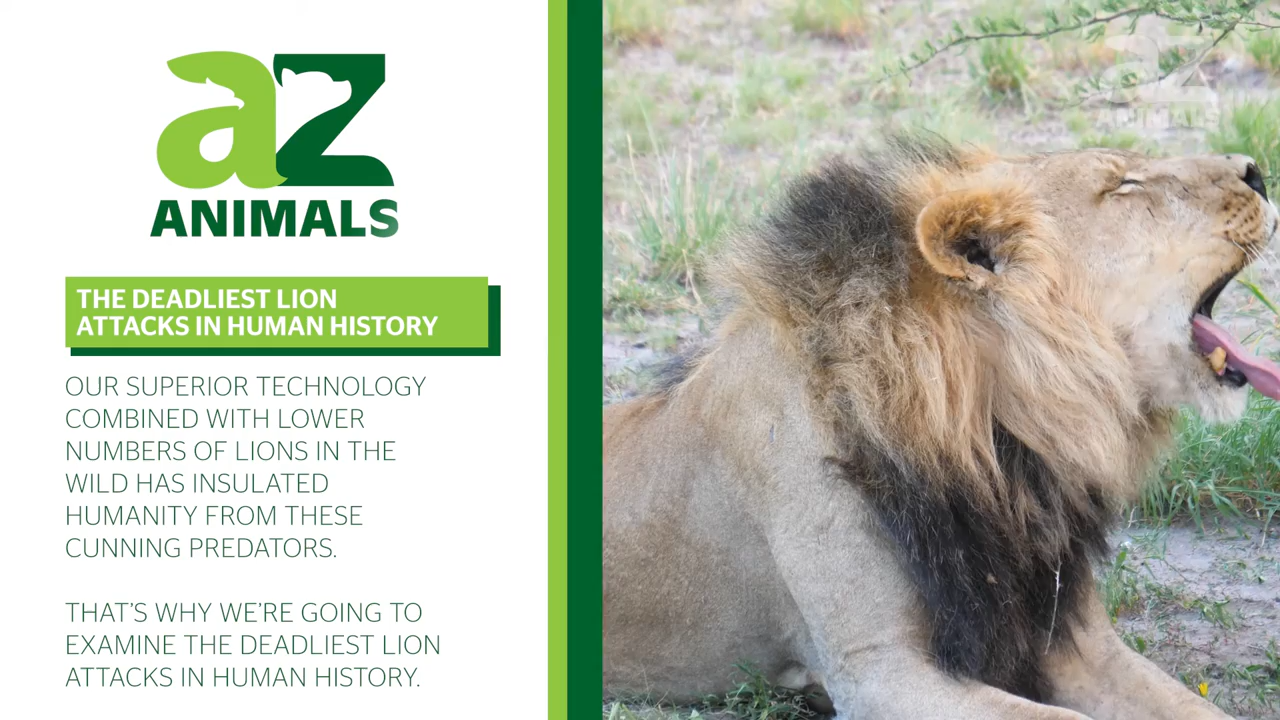 az
ANIMALS
THE DEADLIEST LION
ATTACKS IN HUMAN HISTORY
OUR SUPERIOR TECHNOLOGY
COMBINED WITH LOWER
NUMBERS OF LIONS IN THE
WILD HAS INSULATED
HUMANITY FROM THESE
CUNNING PREDATORS.
THAT'S WHY WE'RE GOING TO
EXAMINE THE DEADLIEST LION
ATTACKS IN HUMAN HISTORY.
az
ANIMALS